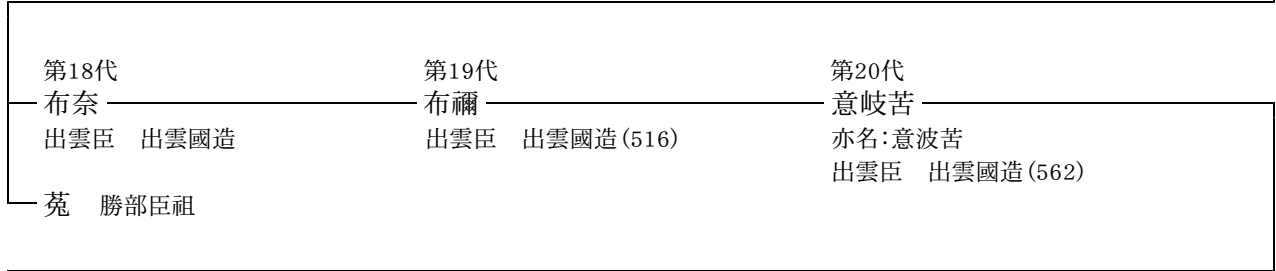 第18代 第19代 第20代
布奈 布禰 意岐苦
出雲臣 出雲國造 出雲臣 出雲國造(516) 亦名:意波苦
出雲臣 出雲國造(562)
菟 勝部臣祖